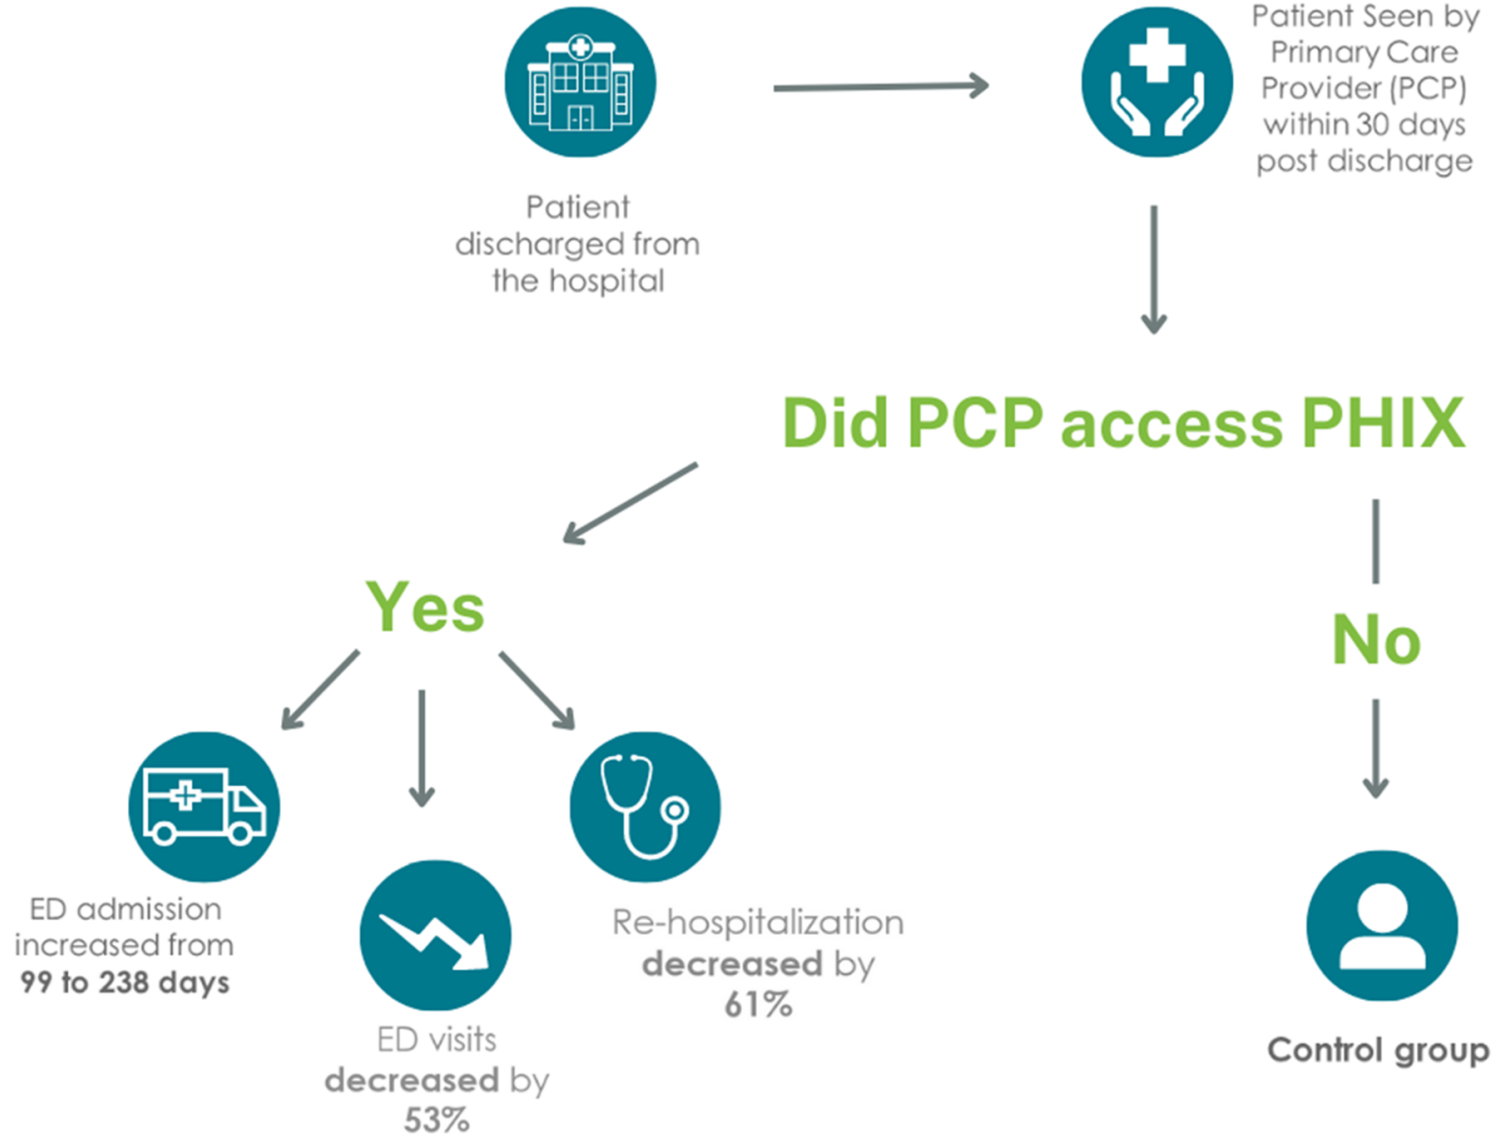 Patient
discharged from
the hospital
Patient Seen by
Primary Care
Provider (PCP)
within 30 days
post discharge
Did PCP access PHIX
Yes
No
ED admission
increased from
99 to 238 days
ED visits
decreased by
53%
Re-hospitalization
decreased by
61%
Control group